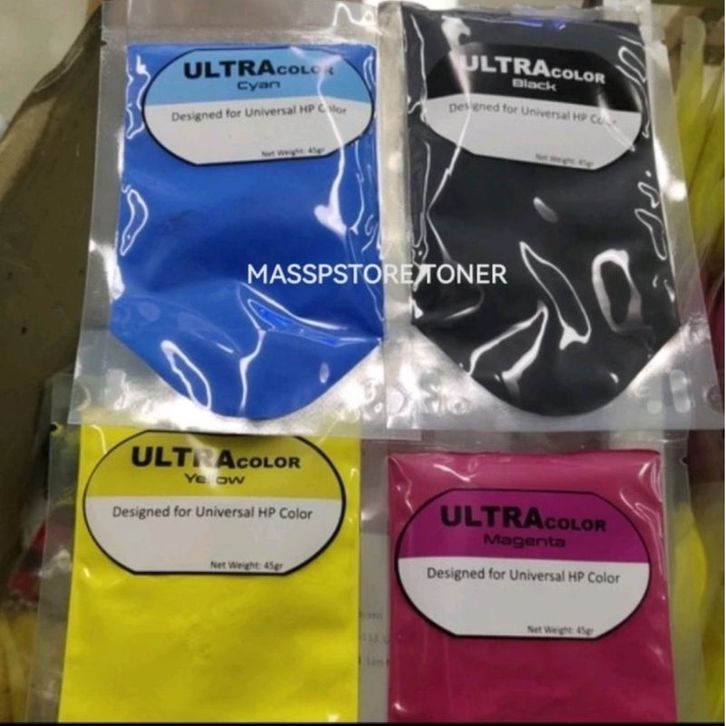 ULTRACOLOR
Cyan
Designed for Universal HP Color
Net Weight: 45gr
ULTRACOLOR
Black
Designed for Universal HP Color
Net Weight: 45gr
MASSPSTORE TONER
ULTRACOLOR
Yellow
Designed for Universal HP Color
Net Weight: 45gr
ULTRACOLOR
Magenta
Designed for Universal HP Color
Net Weight: 45gr